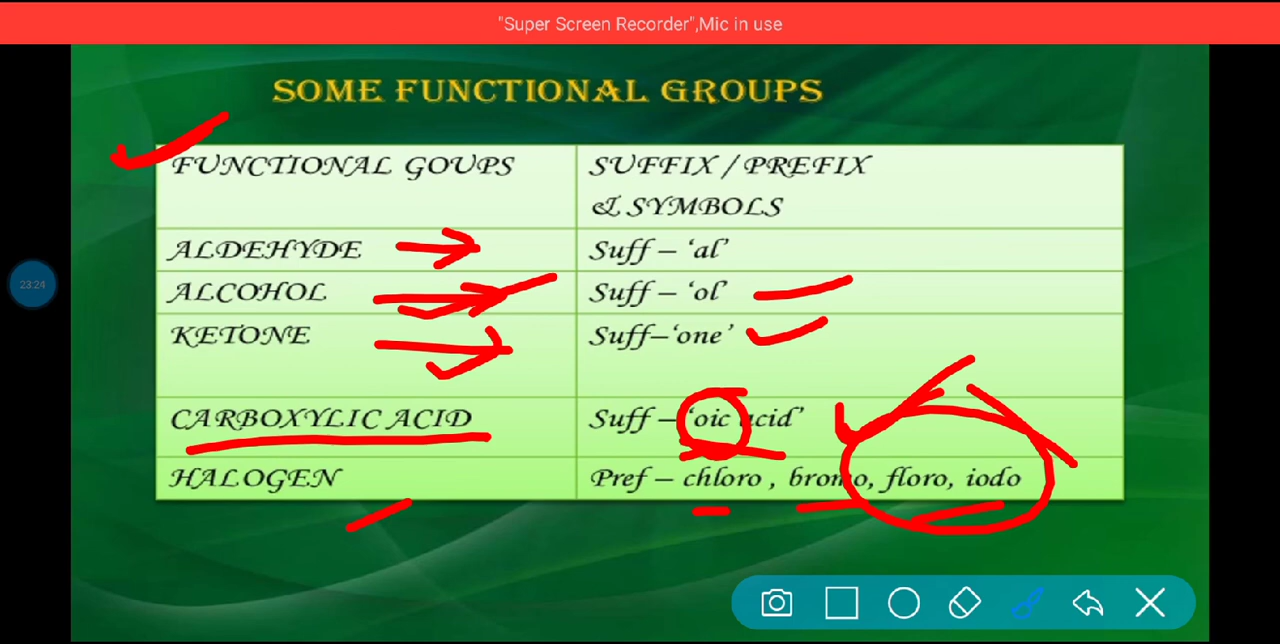 "Super Screen Recorder",Mic in use
SOME FUNCTIONAL GROUPS
FUNCTIONAL GOUPS
SUFFIX / PREFIX
& SYMBOLS
ALDEHYDE
Suff – ‘al’
ALCOHOL
Suff – ‘ol’
KETONE
Suff–‘one’
CARBOXYLIC ACID
Suff – ‘oic acid’
HALOGEN
Pref – chloro , bromo, floro, iodo
23:24